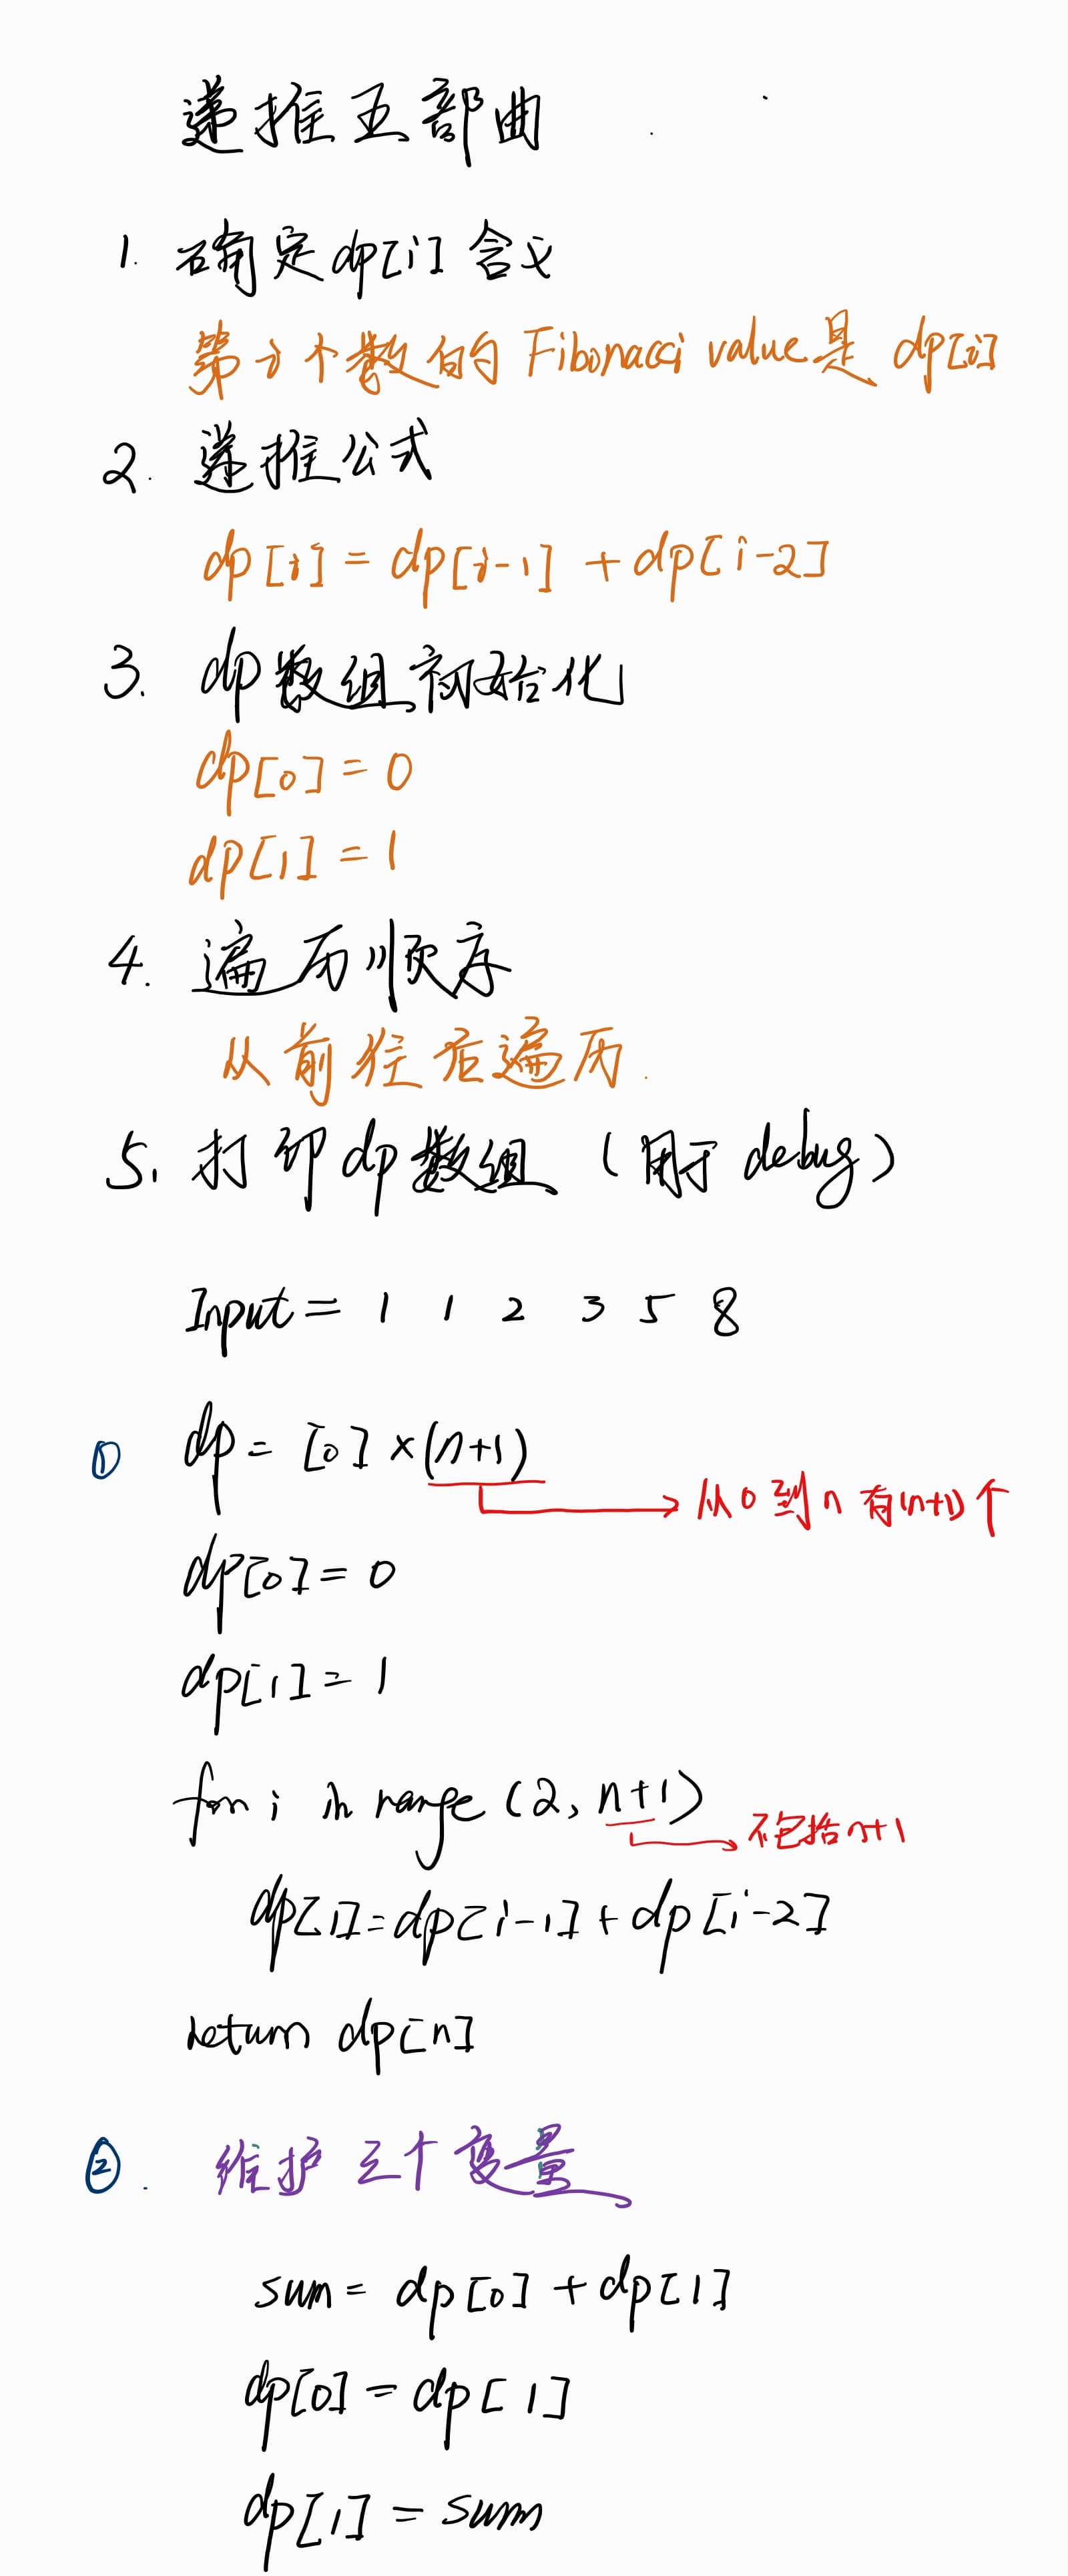 递推五部曲
1. 确定dp[i]含义
第i个数的Fibonacci value是dp[i]
2. 递推公式
dp[i] = dp[i-1] + dp[i-2]
3. dp数组初始化
dp[0] = 0
dp[1] = 1
4. 遍历顺序
从前往后遍历.
5. 打印dp数组（用于debug）
Input = 1 1 2 3 5 8
① dp = [0] × (n+1)
从0到n有(n+1)个
dp[0] = 0
dp[1] = 1
for i in range (2, n+1)
不包括n+1
dp[i] = dp[i-1] + dp[i-2]
return dp[n]
②. 维护三个变量
sum = dp[0] + dp[1]
dp[0] = dp[1]
dp[1] = sum